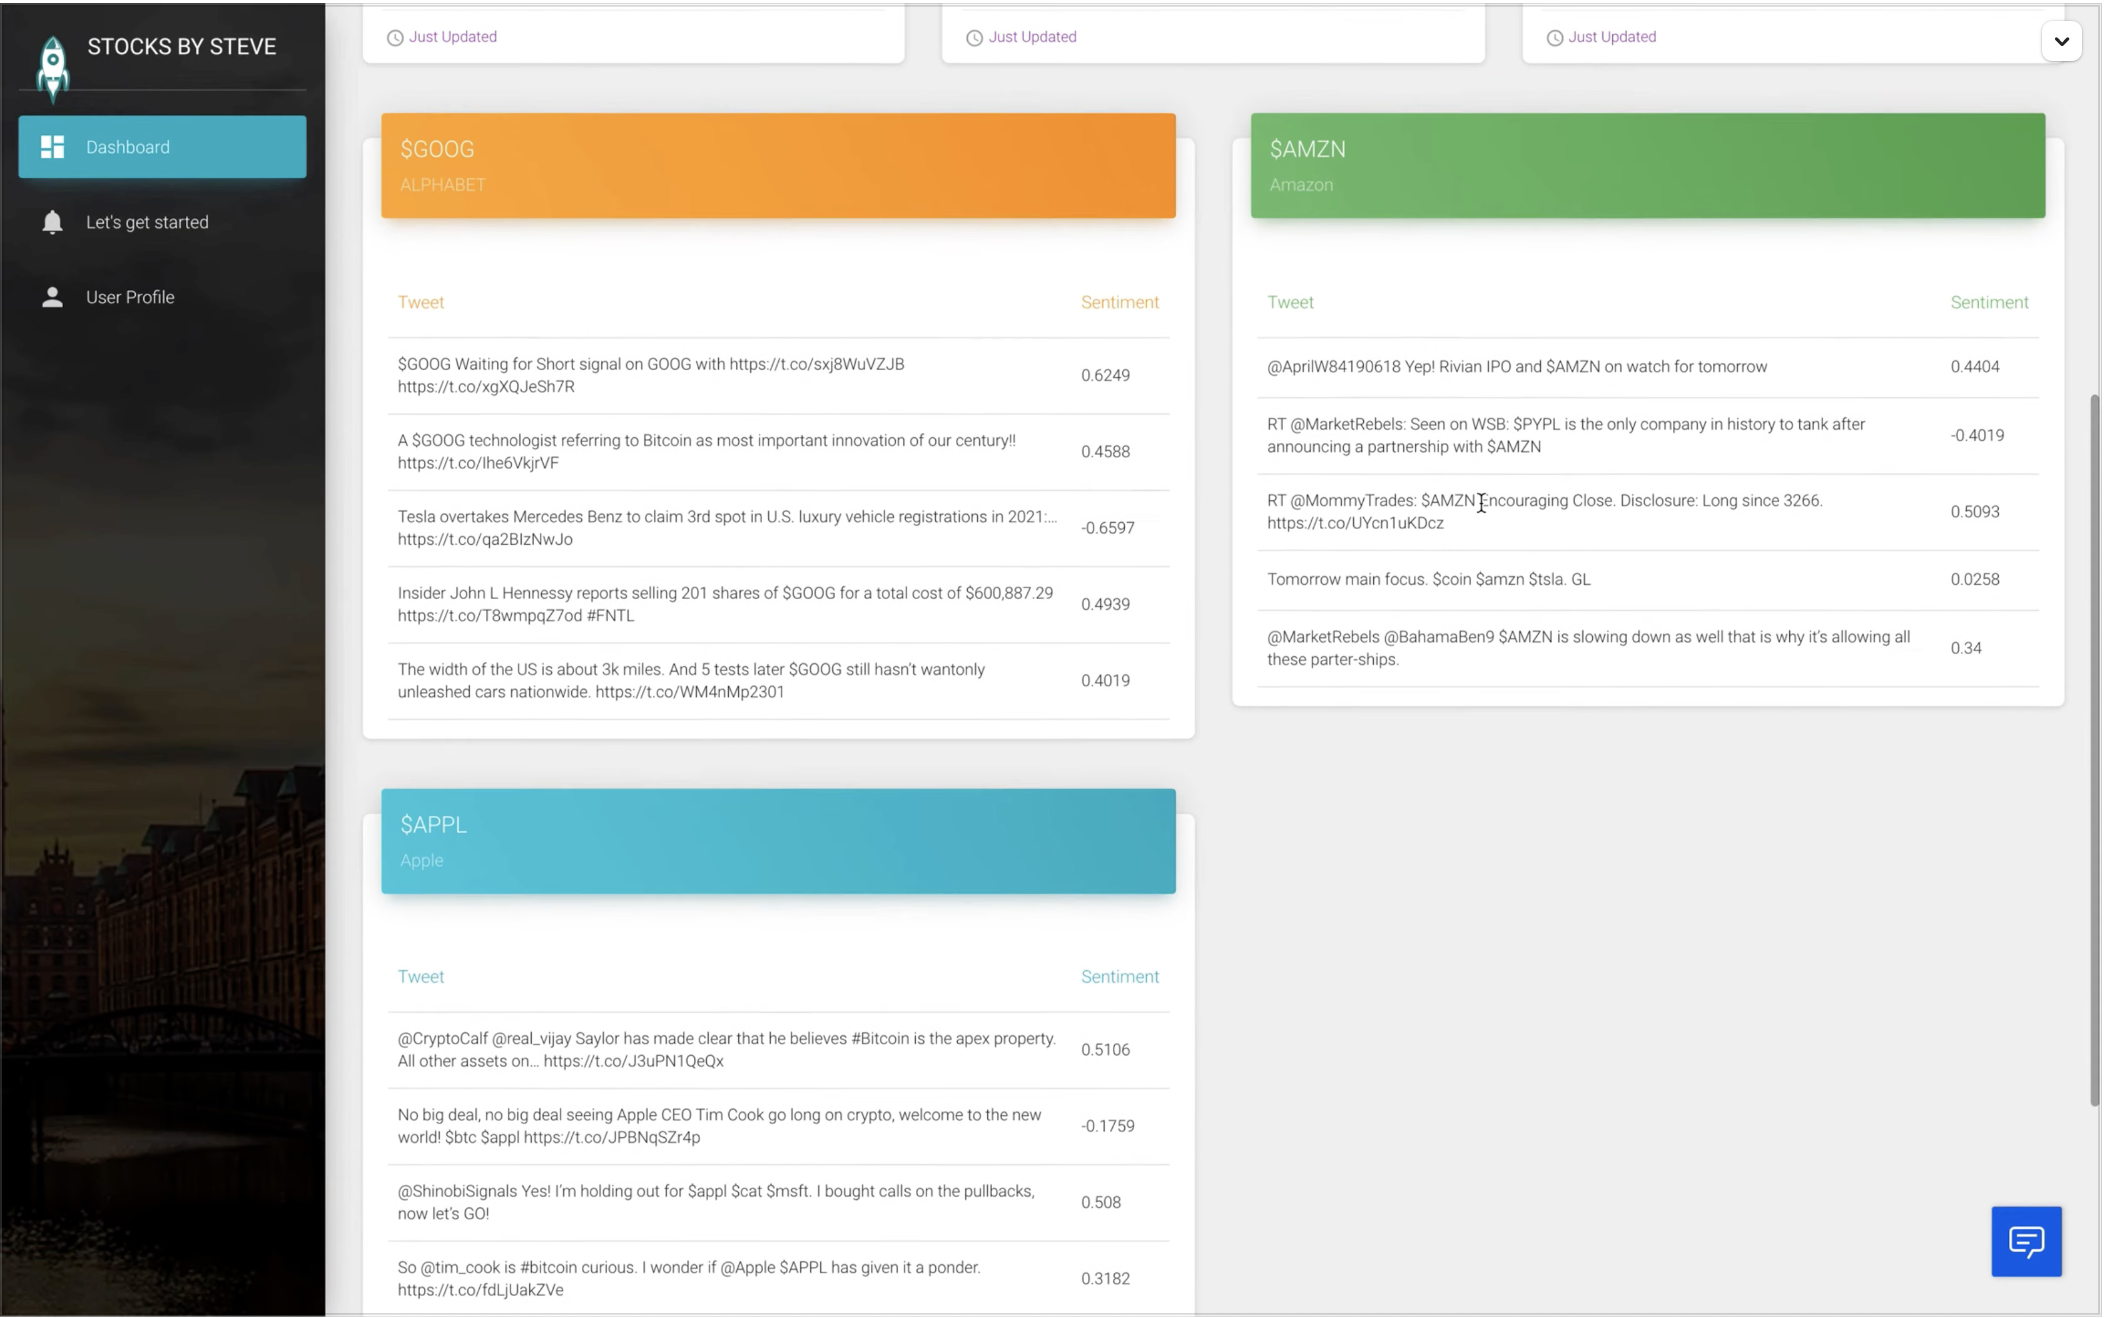 STOCKS BY STEVE
Dashboard
Let's get started
User Profile
Just Updated
Just Updated
Just Updated
$GOOG
ALPHABET
Tweet
Sentiment
$GOOG Waiting for Short signal on GOOG with https://t.co/sxj8WuVZJB
https://t.co/xgXQJeSh7R
0.6249
A $GOOG technologist referring to Bitcoin as most important innovation of our century!!
https://t.co/Ihe6VkjrVF
0.4588
Tesla overtakes Mercedes Benz to claim 3rd spot in U.S. luxury vehicle registrations in 2021:...
https://t.co/qa2BIzNwJo
-0.6597
Insider John L Hennessy reports selling 201 shares of $GOOG for a total cost of $600,887.29
https://t.co/T8wmpqZ7od #FNTL
0.4939
The width of the US is about 3k miles. And 5 tests later $GOOG still hasn't wantonly
unleashed cars nationwide. https://t.co/WM4nMp2301
0.4019
$AMZN
Amazon
Tweet
Sentiment
@AprilW84190618 Yep! Rivian IPO and $AMZN on watch for tomorrow
0.4404
RT @MarketRebels: Seen on WSB: $PYPL is the only company in history to tank after
announcing a partnership with $AMZN
-0.4019
RT @MommyTrades: $AMZN Encouraging Close. Disclosure: Long since 3266.
https://t.co/UYcn1uKDcz
0.5093
Tomorrow main focus. $coin $amzn $tsla. GL
0.0258
@MarketRebels @BahamaBen9 $AMZN is slowing down as well that is why it's allowing all
these parter-ships.
0.34
$APPL
Apple
Tweet
Sentiment
@CryptoCalf @real_vijay Saylor has made clear that he believes #Bitcoin is the apex property.
All other assets on... https://t.co/J3uPN1QeQx
0.5106
No big deal, no big deal seeing Apple CEO Tim Cook go long on crypto, welcome to the new
world! $btc $appl https://t.co/JPBNqSZr4p
-0.1759
@ShinobiSignals Yes! I'm holding out for $appl $cat $msft. I bought calls on the pullbacks,
now let's GO!
0.508
So @tim_cook is #bitcoin curious. I wonder if @Apple $APPL has given it a ponder.
https://t.co/fdLjUakZVe
0.3182